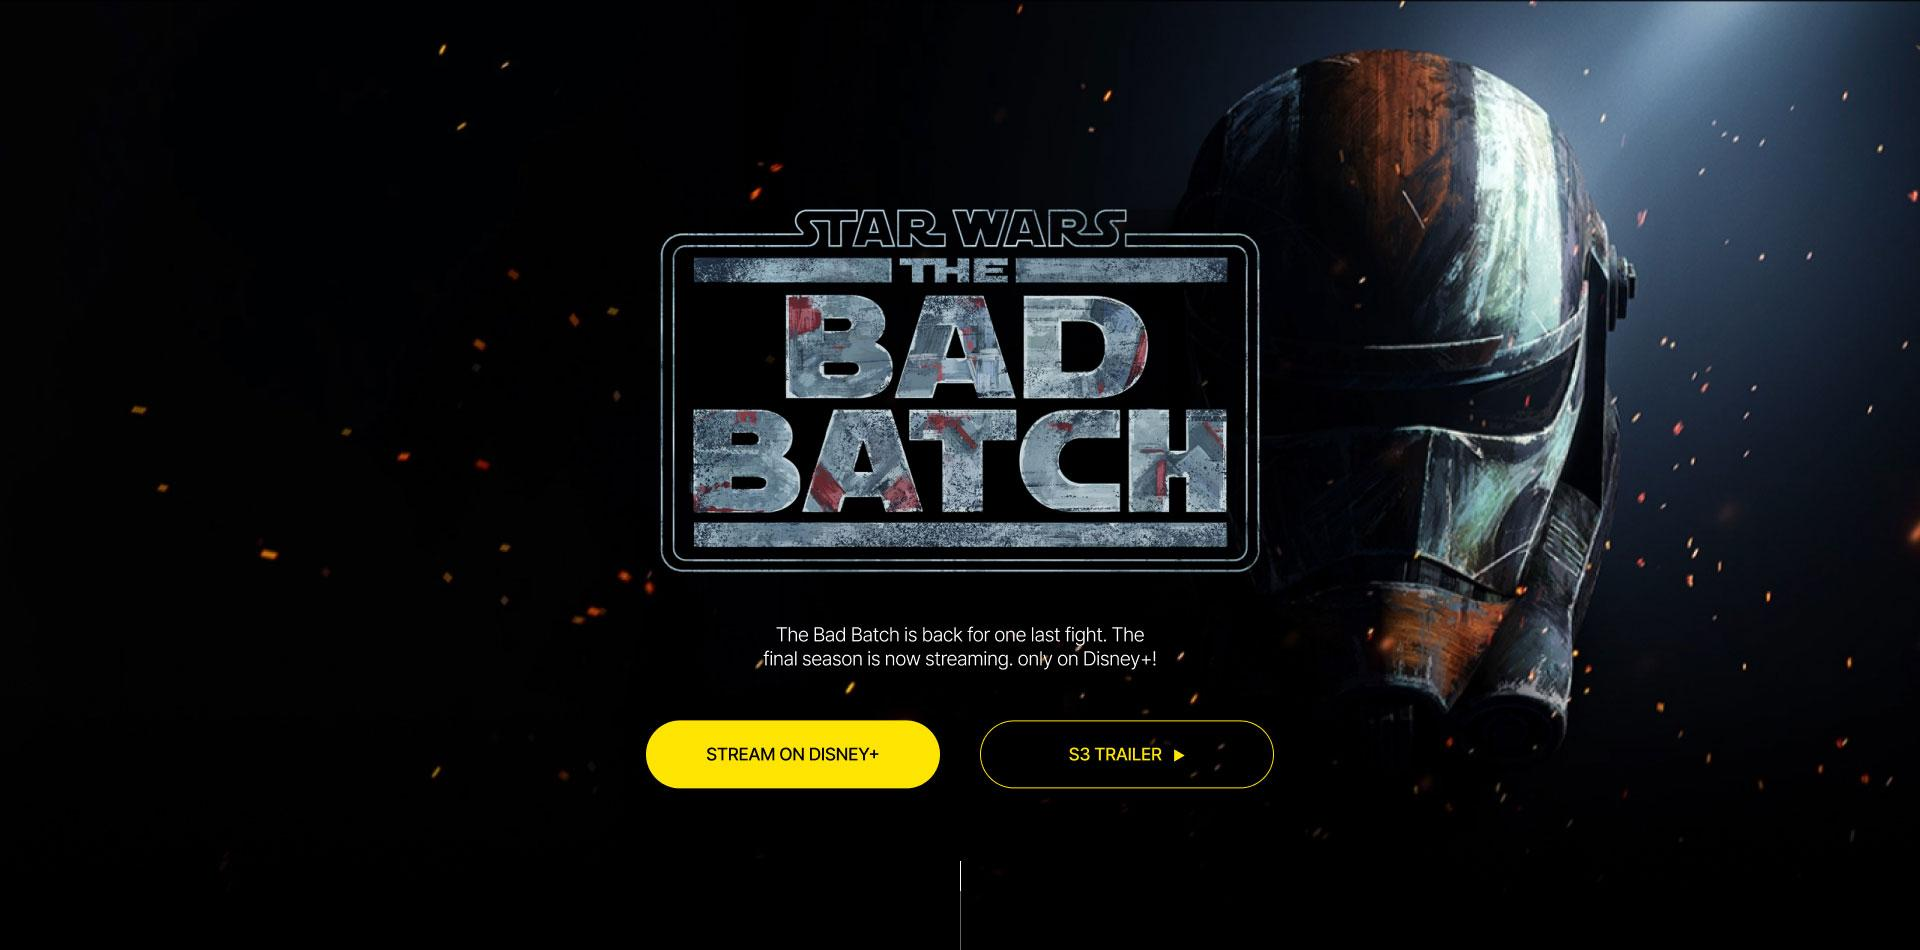 STAR WARS
THE
BAD
BATCH
The Bad Batch is back for one last fight. The
final season is now streaming. only on Disney+!
STREAM ON DISNEY+
S3 TRAILER